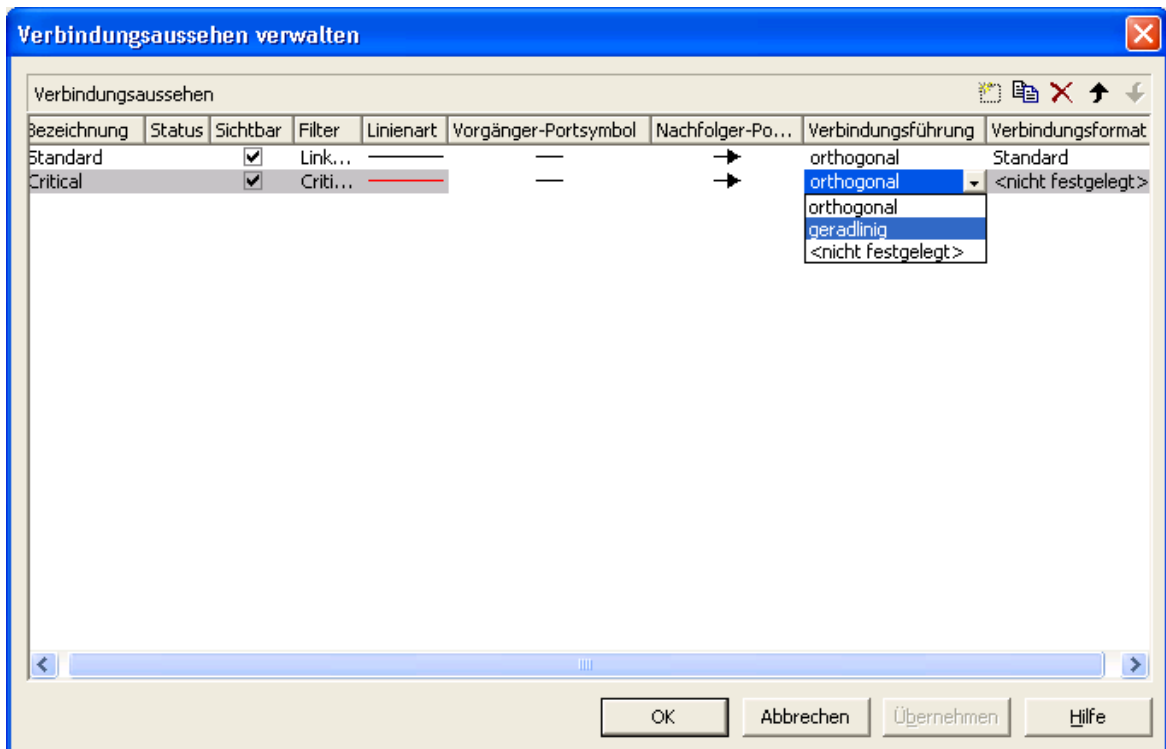 Verbindungsaussehen verwalten
Verbindungsaussehen
Bezeichnung Status Sichtbar Filter Linienart Vorgänger-Portsymbol Nachfolger-Po... Verbindungsführung Verbindungsformat
Standard Link... orthogonal Standard
Critical Criti... orthogonal <nicht festgelegt>
orthogonal
geradlinig
<nicht festgelegt>
OK Abbrechen Übernehmen Hilfe